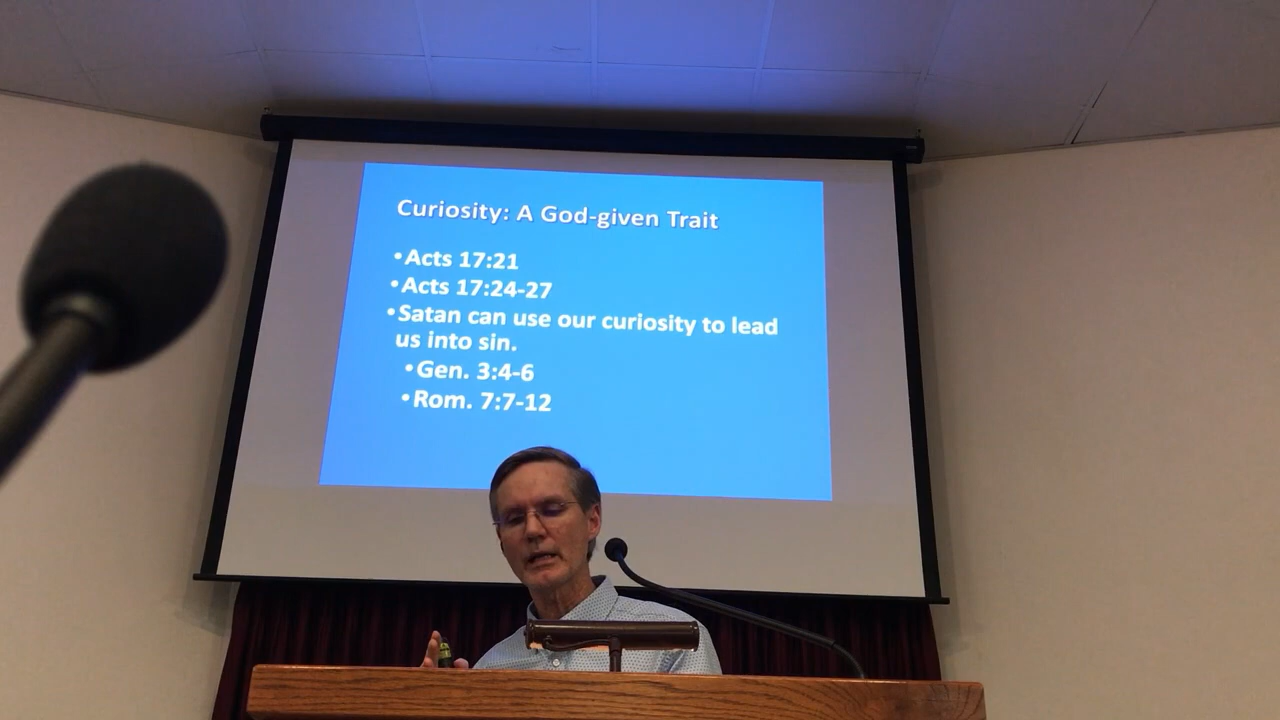 Curiosity: A God-given Trait
•Acts 17:21
•Acts 17:24-27
•Satan can use our curiosity to lead
us into sin.
•Gen. 3:4-6
•Rom. 7:7-12